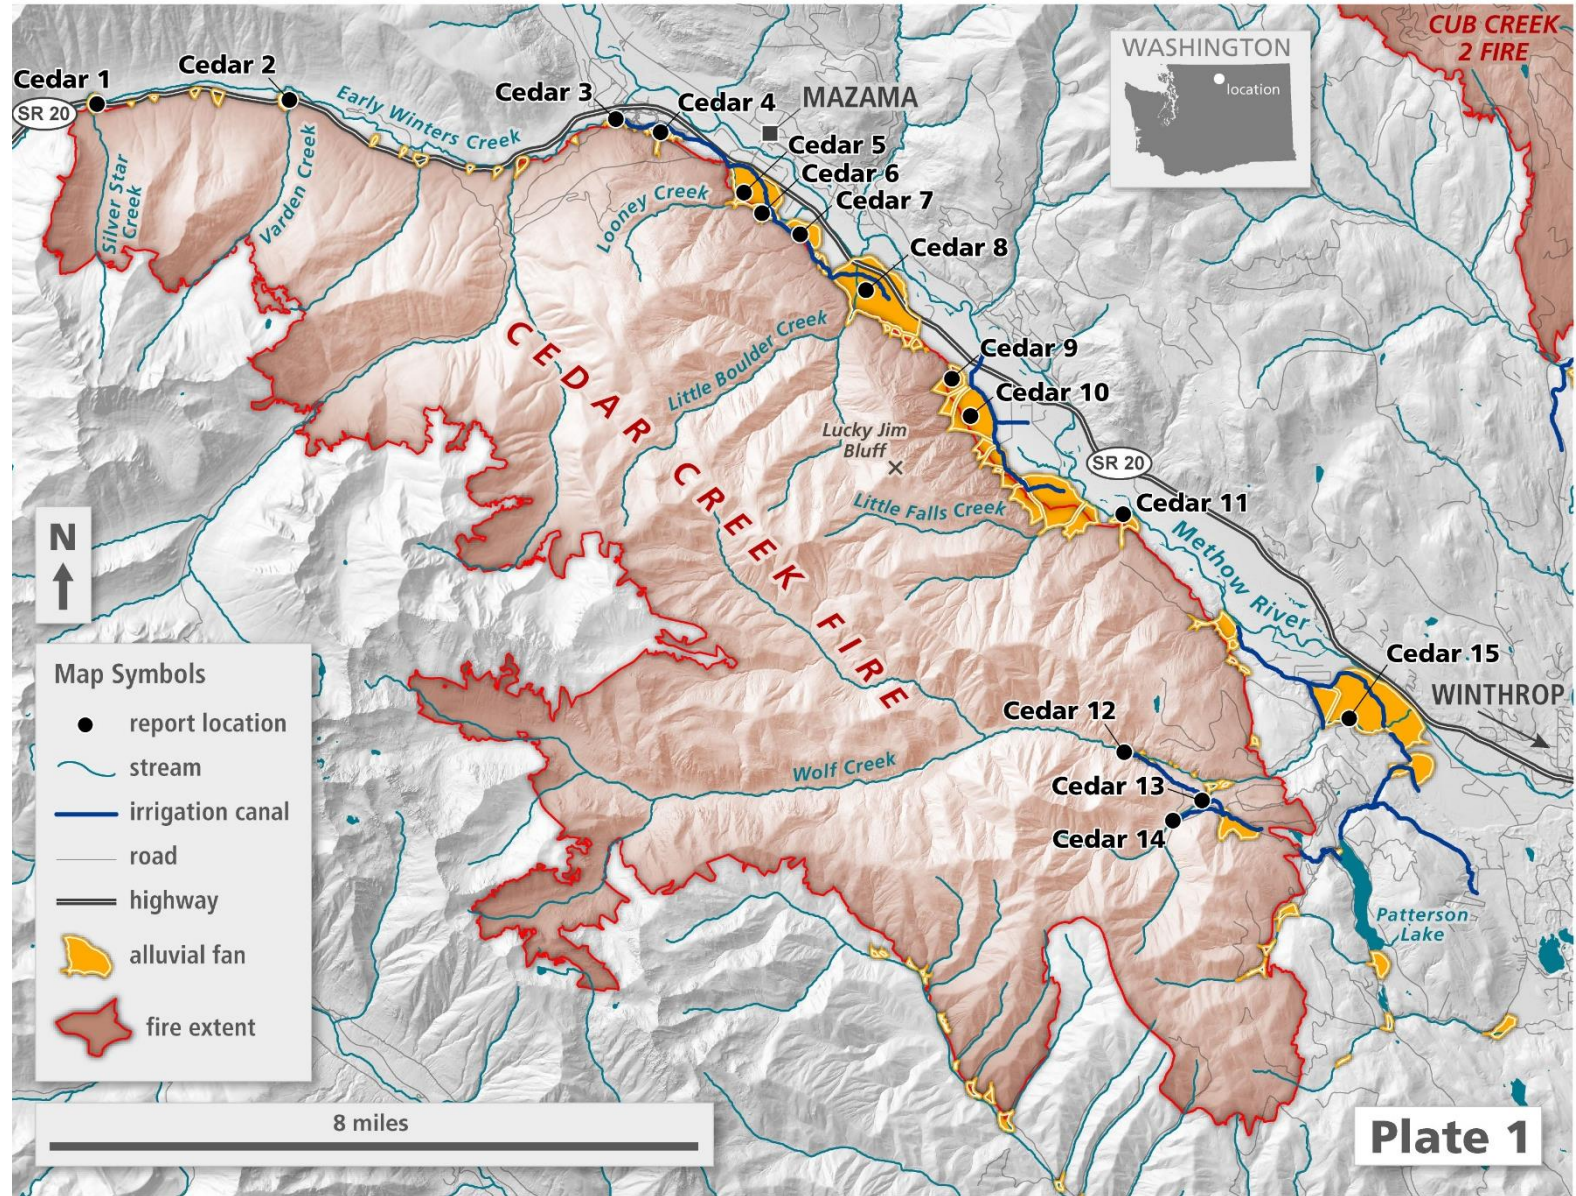 CUB CREEK
2 FIRE
WASHINGTON
location
Cedar 1
Cedar 2
SR 20
Early Winters Creek
Cedar 3
Cedar 4
MAZAMA
Cedar 5
Cedar 6
Cedar 7
Silver Star
Creek
Varden Creek
Looney Creek
Cedar 8
CEDAR CREEK FIRE
Little Boulder Creek
Cedar 9
Cedar 10
Lucky Jim
Bluff
SR 20
Little Falls Creek
Cedar 11
Methow River
N
Cedar 15
WINTHROP
Cedar 12
Wolf Creek
Cedar 13
Cedar 14
Patterson
Lake
Map Symbols
report location
stream
irrigation canal
road
highway
alluvial fan
fire extent
8 miles
Plate 1